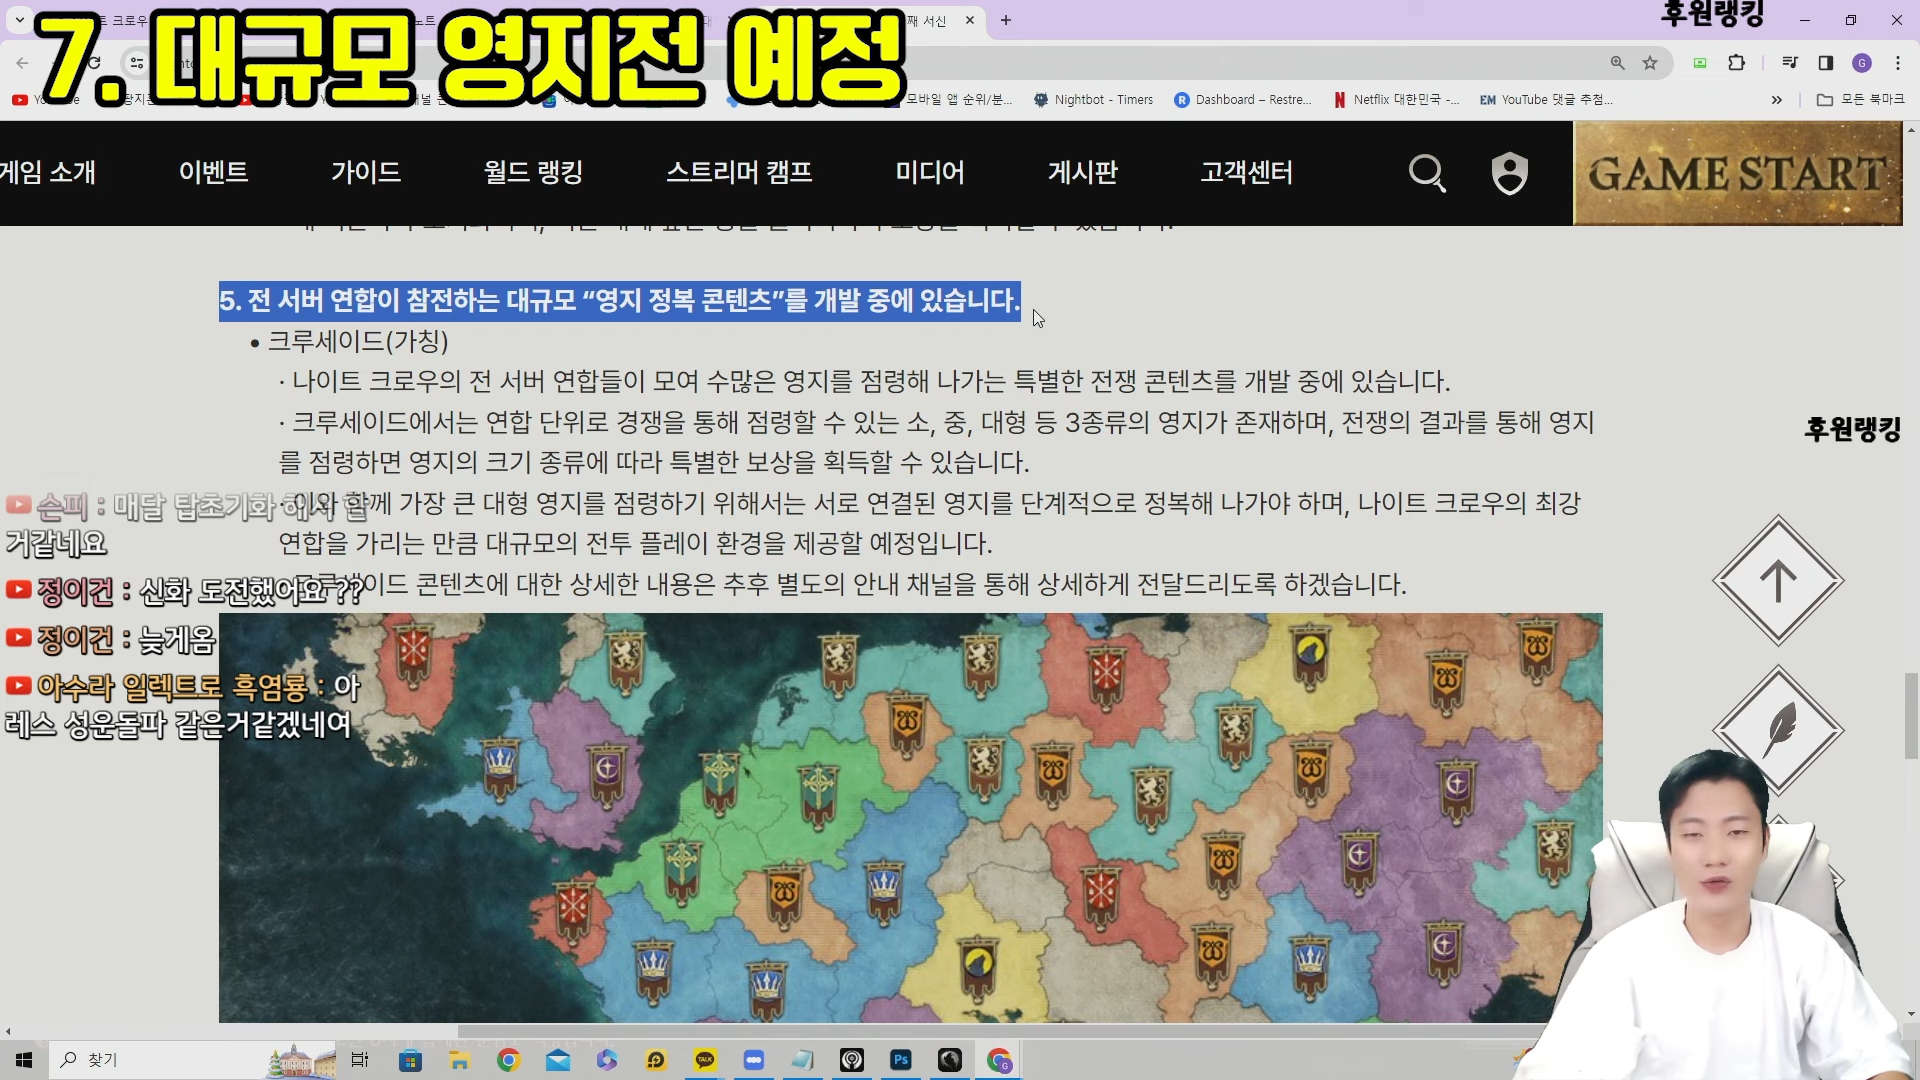 7. 대규모 영지전 예정
후원랭킹
째 서신
모바일 앱 순위/분...
Nightbot - Timers
Dashboard – Restre...
Netflix 대한민국 -...
EM YouTube 댓글 추첨...
모든 북마크
게임 소개
이벤트
가이드
월드 랭킹
스트리머 캠프
미디어
게시판
고객센터
GAME START
5. 전 서버 연합이 참전하는 대규모 “영지 정복 콘텐츠”를 개발 중에 있습니다.
• 크루세이드(가칭)
· 나이트 크로우의 전 서버 연합들이 모여 수많은 영지를 점령해 나가는 특별한 전쟁 콘텐츠를 개발 중에 있습니다.
· 크루세이드에서는 연합 단위로 경쟁을 통해 점령할 수 있는 소, 중, 대형 등 3종류의 영지가 존재하며, 전쟁의 결과를 통해 영지
를 점령하면 영지의 크기 종류에 따라 특별한 보상을 획득할 수 있습니다.
후원랭킹
· 이와 함께 가장 큰 대형 영지를 점령하기 위해서는 서로 연결된 영지를 단계적으로 정복해 나가야 하며, 나이트 크로우의 최강
연합을 가리는 만큼 대규모의 전투 플레이 환경을 제공할 예정입니다.
크루세이드 콘텐츠에 대한 상세한 내용은 추후 별도의 안내 채널을 통해 상세하게 전달드리도록 하겠습니다.
손피 : 매달 탑초기화 해서 할
거같네요
정이건 : 신화 도전했어요 ??
정이건 : 늦게옴
아수라 일렉트로 흑염룡 : 아
레스 성운돌파 같은거같겠네여
찾기
TALK
Ps